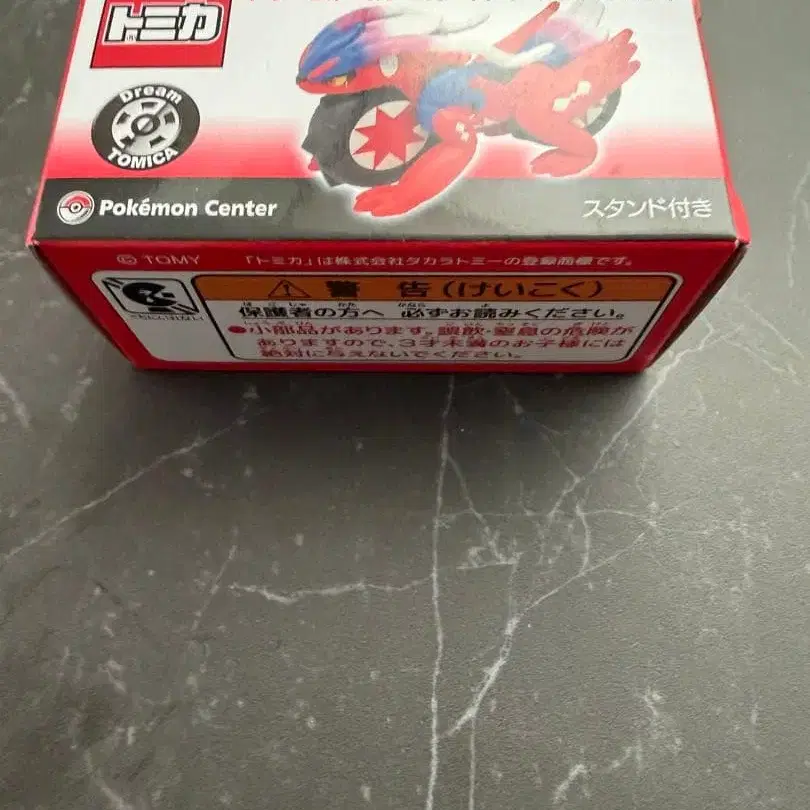 トミカ
Dream
TOMICA
Pokémon Center
スタンド付き
© TOMY 「トミカ」は株式会社タカラトミーの登録商標です。
警告(けいこく)
保護者の方へ 必ずお読みください。
●小部品があります。誤飲・窒息の危険が
ありますので、3才未満のお子様には
絶対に与えないでください。